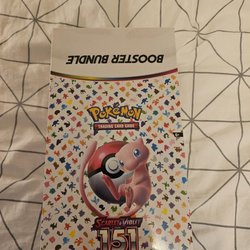 BOOSTER BUNDLE
POKÉMON
TRADING CARD GAME
SCARLET & VIOLET
151